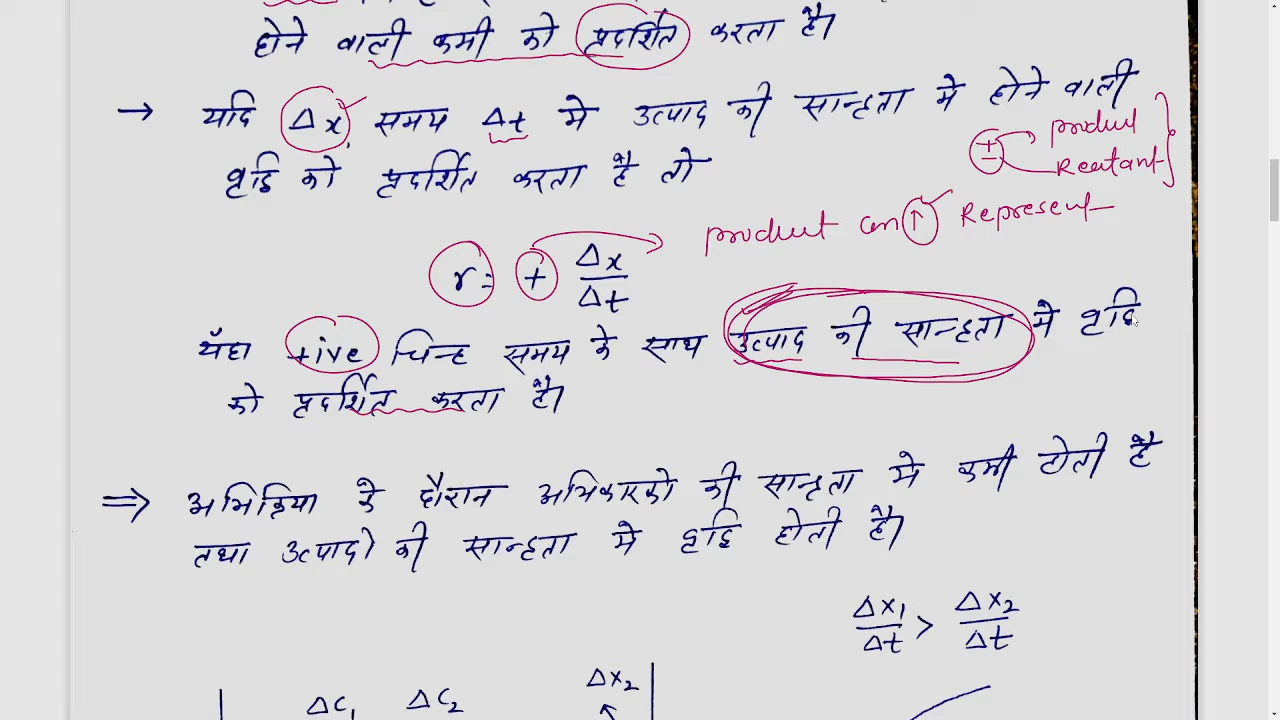 होने वाली कमी को प्रदर्शित करता है।
→ यदि Δx, समय Δt मे उत्पाद की सान्द्रता मे होने वाली
+ product
− Reatant
वृद्धि को प्रदर्शित करता है तो
product con ↑ Represent
r = + Δx/Δt
यँहा +ive चिन्ह समय के साथ उत्पाद की सान्द्रता मे वृद्धि
को प्रदर्शित करता है।
⇒ अभिक्रिया के दौरान अभिकारको की सान्द्रता मे कमी होती है
तथा उत्पादो की सान्द्रता मे वृद्धि होती है।
Δx₁/Δt > Δx₂/Δt
Δx₂
Δc₁ Δc₂